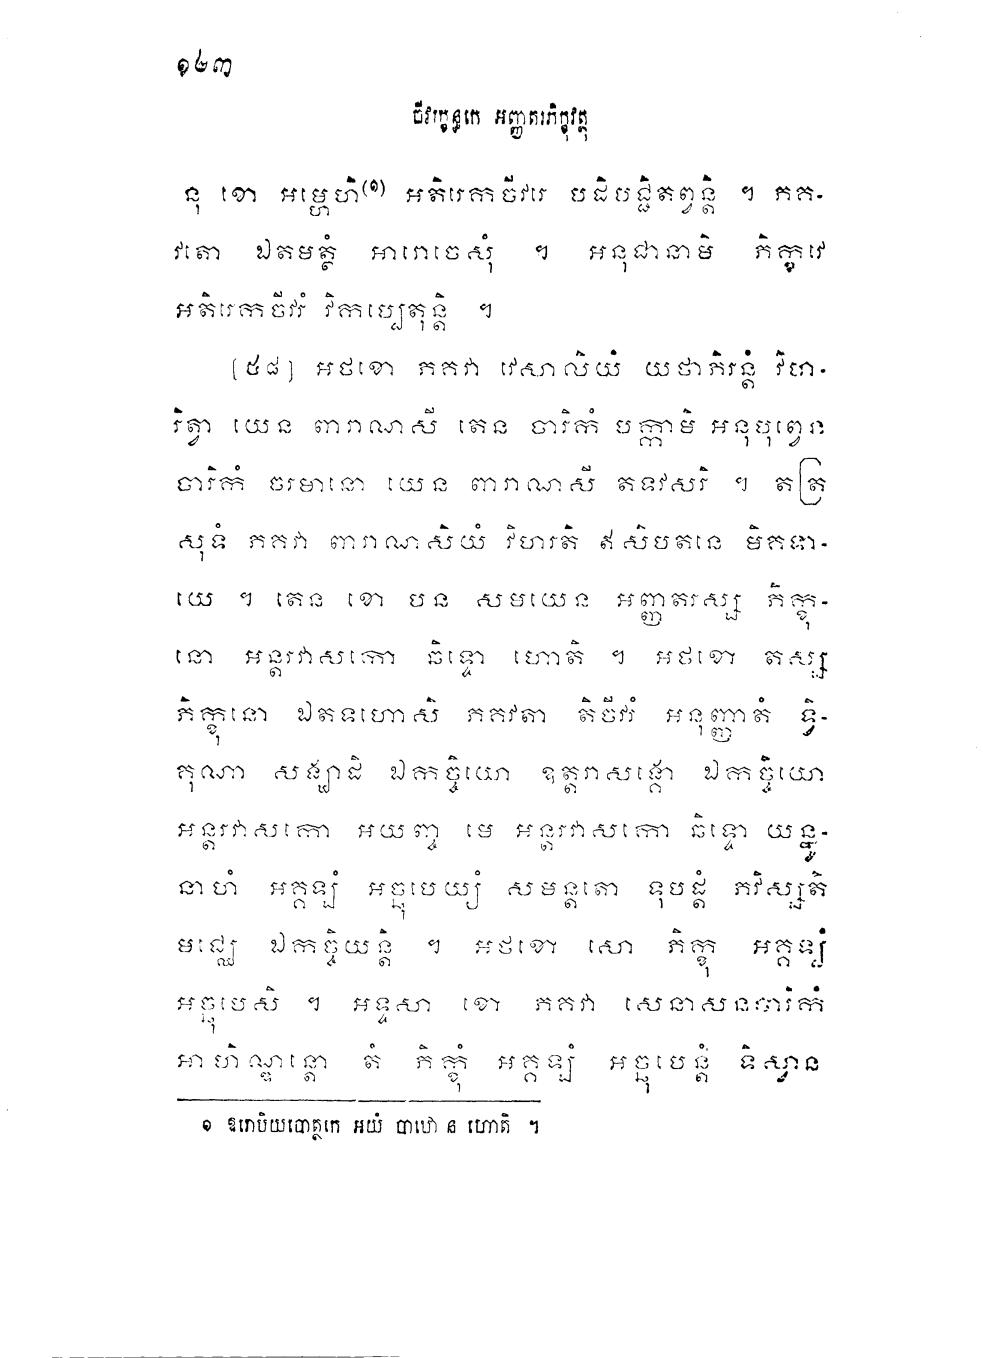 ១៤៣
ចីវរក្ខន្ធកេ អញ្ញតរភិក្ខុវត្ថុ
នុ ខោ អម្ហេហិ(១) អតិរេកចីវរេ បដិបជ្ជិតព្វន្តិ ។ ភគ-
វតោ ឯតមត្ថំ អារោចេសុំ ។ អនុជានាមិ ភិក្ខវេ
អតិរេកចីវរំ វិកប្បេតុន្តិ ។
(៥៨) អថខោ ភគវា វេសាលិយំ យថាភិរន្តំ វិហ-
រិត្វា យេន ពារាណសី តេន ចារិកំ បក្កាមិ អនុបុព្វេន
ចារិកំ ចរមានោ យេន ពារាណសី តទវសរិ ។ តត្រ
សុទំ ភគវា ពារាណសិយំ វិហរតិ ឥសិបតនេ មិគទា-
យេ ។ តេន ខោ បន សមយេន អញ្ញតរស្ស ភិក្ខុ-
នោ អន្តរវាសកោ ឆិទ្ទោ ហោតិ ។ អថខោ តស្ស
ភិក្ខុនោ ឯតទហោសិ ភគវតា តិចីវរំ អនុញ្ញាតំ ទ្វិ-
គុណា សង្ឃាដិ ឯកច្ចិយោ ឧត្តរាសង្គោ ឯកច្ចិយោ
អន្តរវាសកោ អយញ្ច មេ អន្តរវាសកោ ឆិទ្ទោ យន្នូ-
នាហំ អគ្គឡំ អច្ឆុបេយ្យំ សមន្តតោ ទុបដ្តំ ភវិស្សតិ
មជ្ឈេ ឯកច្ចិយន្តិ ។ អថខោ សោ ភិក្ខុ អគ្គឡំ
អច្ឆុបេសិ ។ អទ្ទសា ខោ ភគវា សេនាសនចារិកំ
អាហិណ្ឌន្តោ តំ ភិក្ខុំ អគ្គឡំ អច្ឆុបេន្តំ ទិស្វាន
១ ឱរោបិយបោត្ថកេ អយំ បាឋោ ន ហោតិ ។